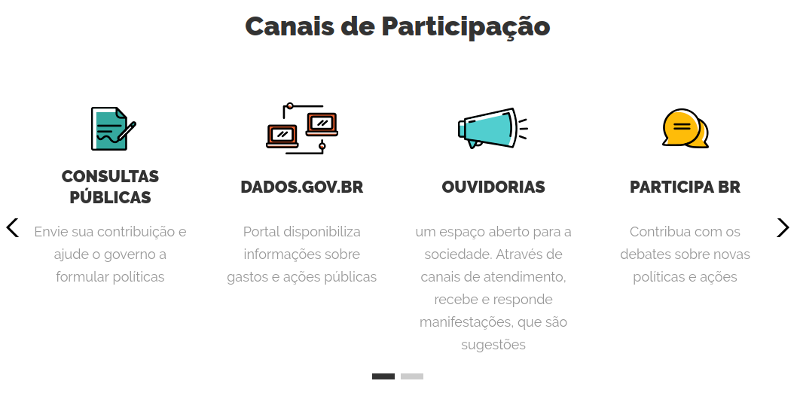 Canais de Participação
CONSULTAS
PÚBLICAS
Envie sua contribuição e
ajude o governo a
formular políticas
DADOS.GOV.BR
Portal disponibiliza
informações sobre
gastos e ações públicas
OUVIDORIAS
um espaço aberto para a
sociedade. Através de
canais de atendimento,
recebe e responde
manifestações, que são
sugestões
PARTICIPA BR
Contribua com os
debates sobre novas
políticas e ações